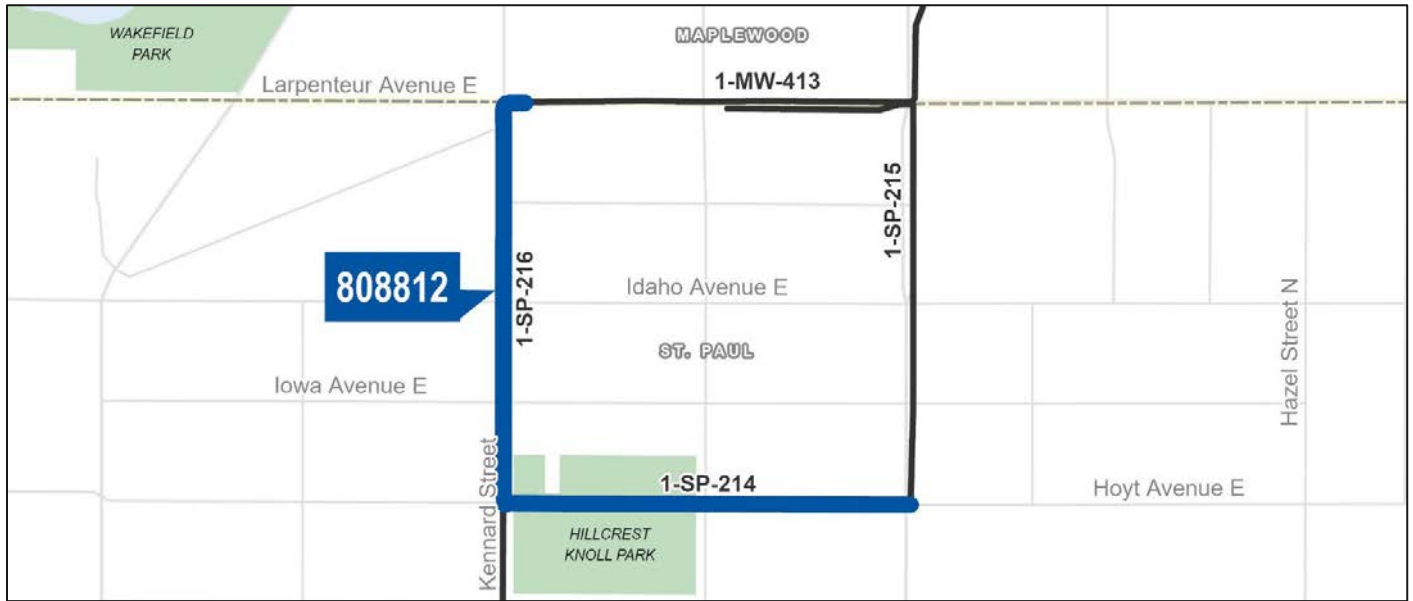 WAKEFIELD
PARK
MAPLEWOOD
Larpenteur Avenue E
1-MW-413
1-SP-215
808812
1-SP-216
Idaho Avenue E
Hazel Street N
ST. PAUL
Iowa Avenue E
Kennard Street
1-SP-214
Hoyt Avenue E
HILLCREST
KNOLL PARK